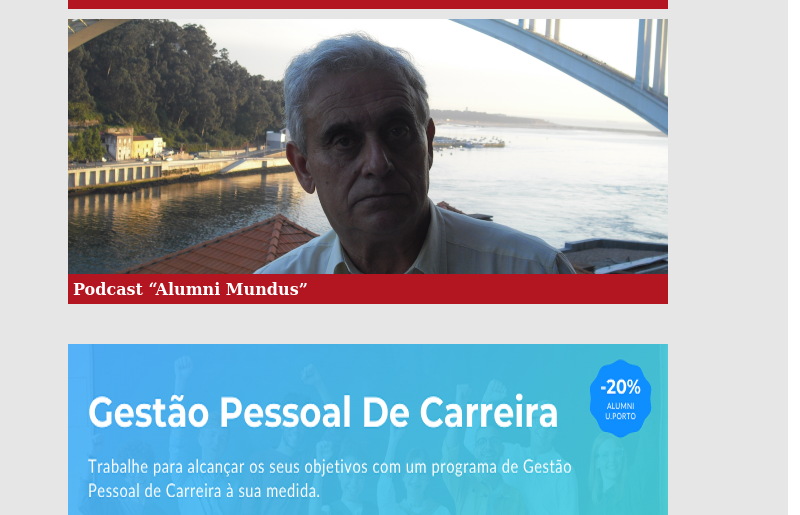 Podcast “Alumni Mundus”
Gestão Pessoal De Carreira
-20%
ALUMNI
U.PORTO
Trabalhe para alcançar os seus objetivos com um programa de Gestão
Pessoal de Carreira à sua medida.